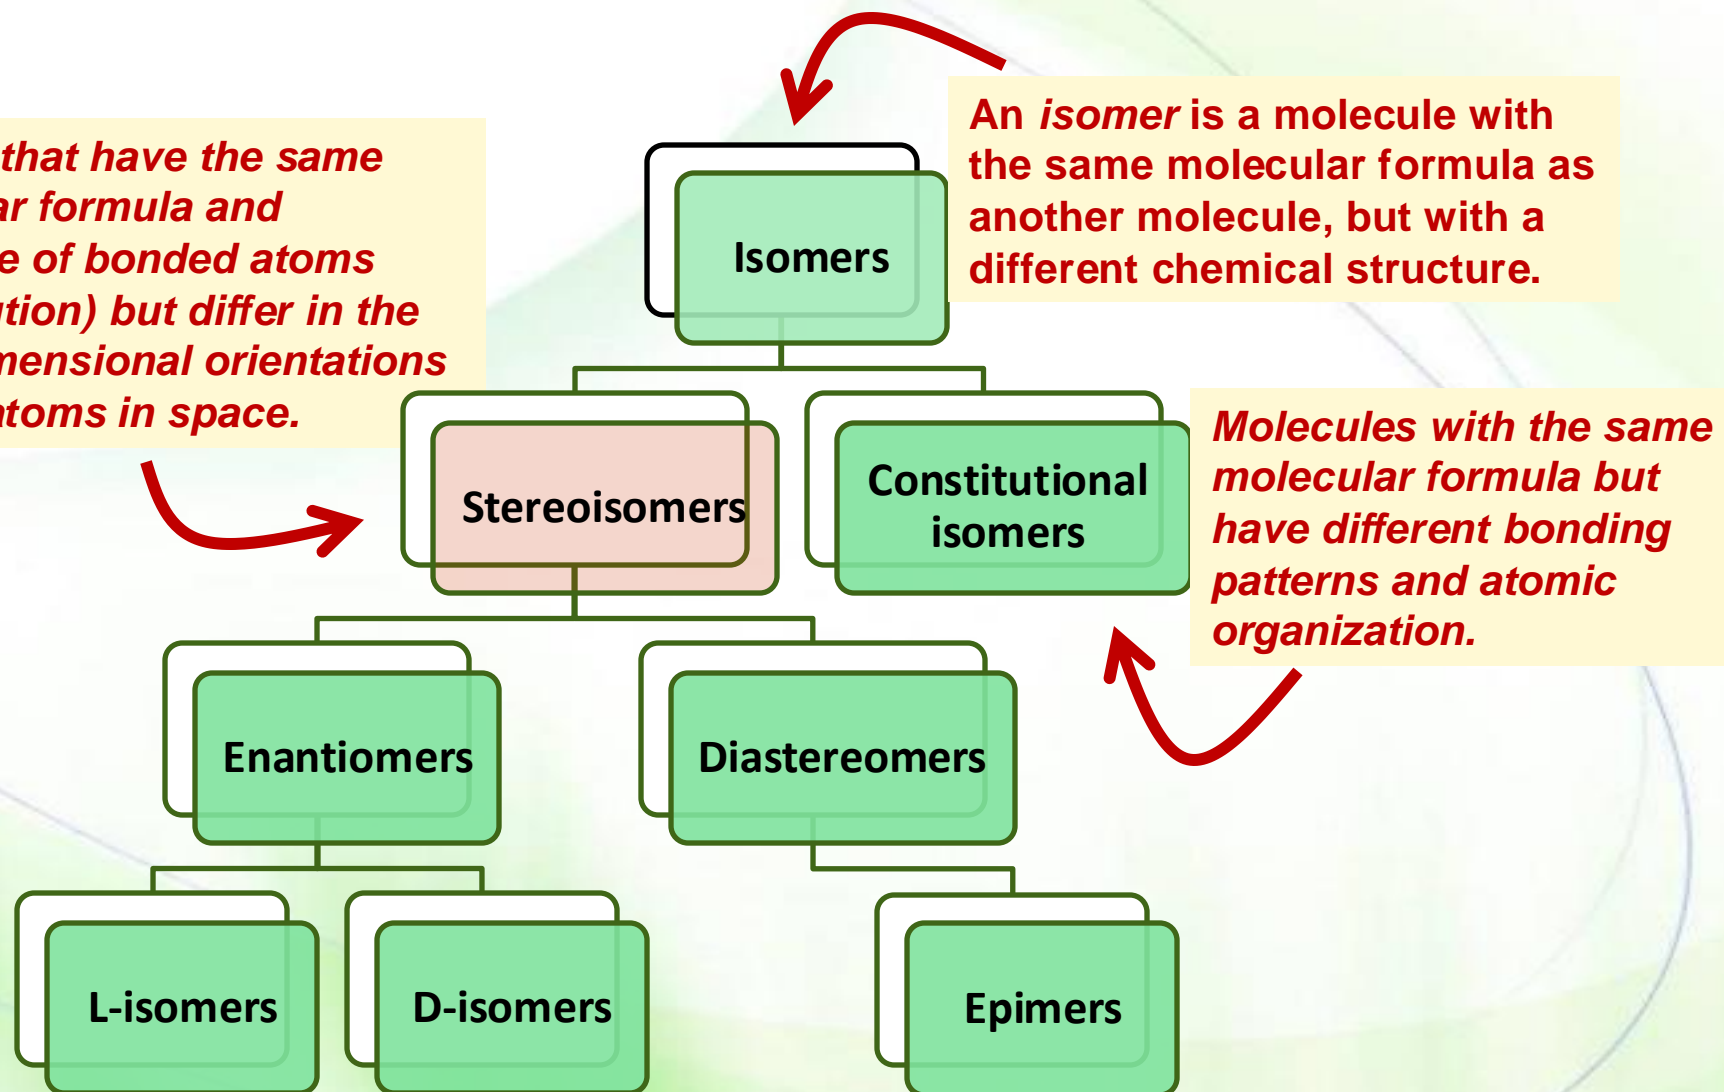 that have the same
ar formula and
e of bonded atoms
ution) but differ in the
mensional orientations
atoms in space.
An isomer is a molecule with
the same molecular formula as
another molecule, but with a
different chemical structure.
Isomers
Stereoisomers
Constitutional
isomers
Molecules with the same
molecular formula but
have different bonding
patterns and atomic
organization.
Enantiomers
Diastereomers
L-isomers
D-isomers
Epimers